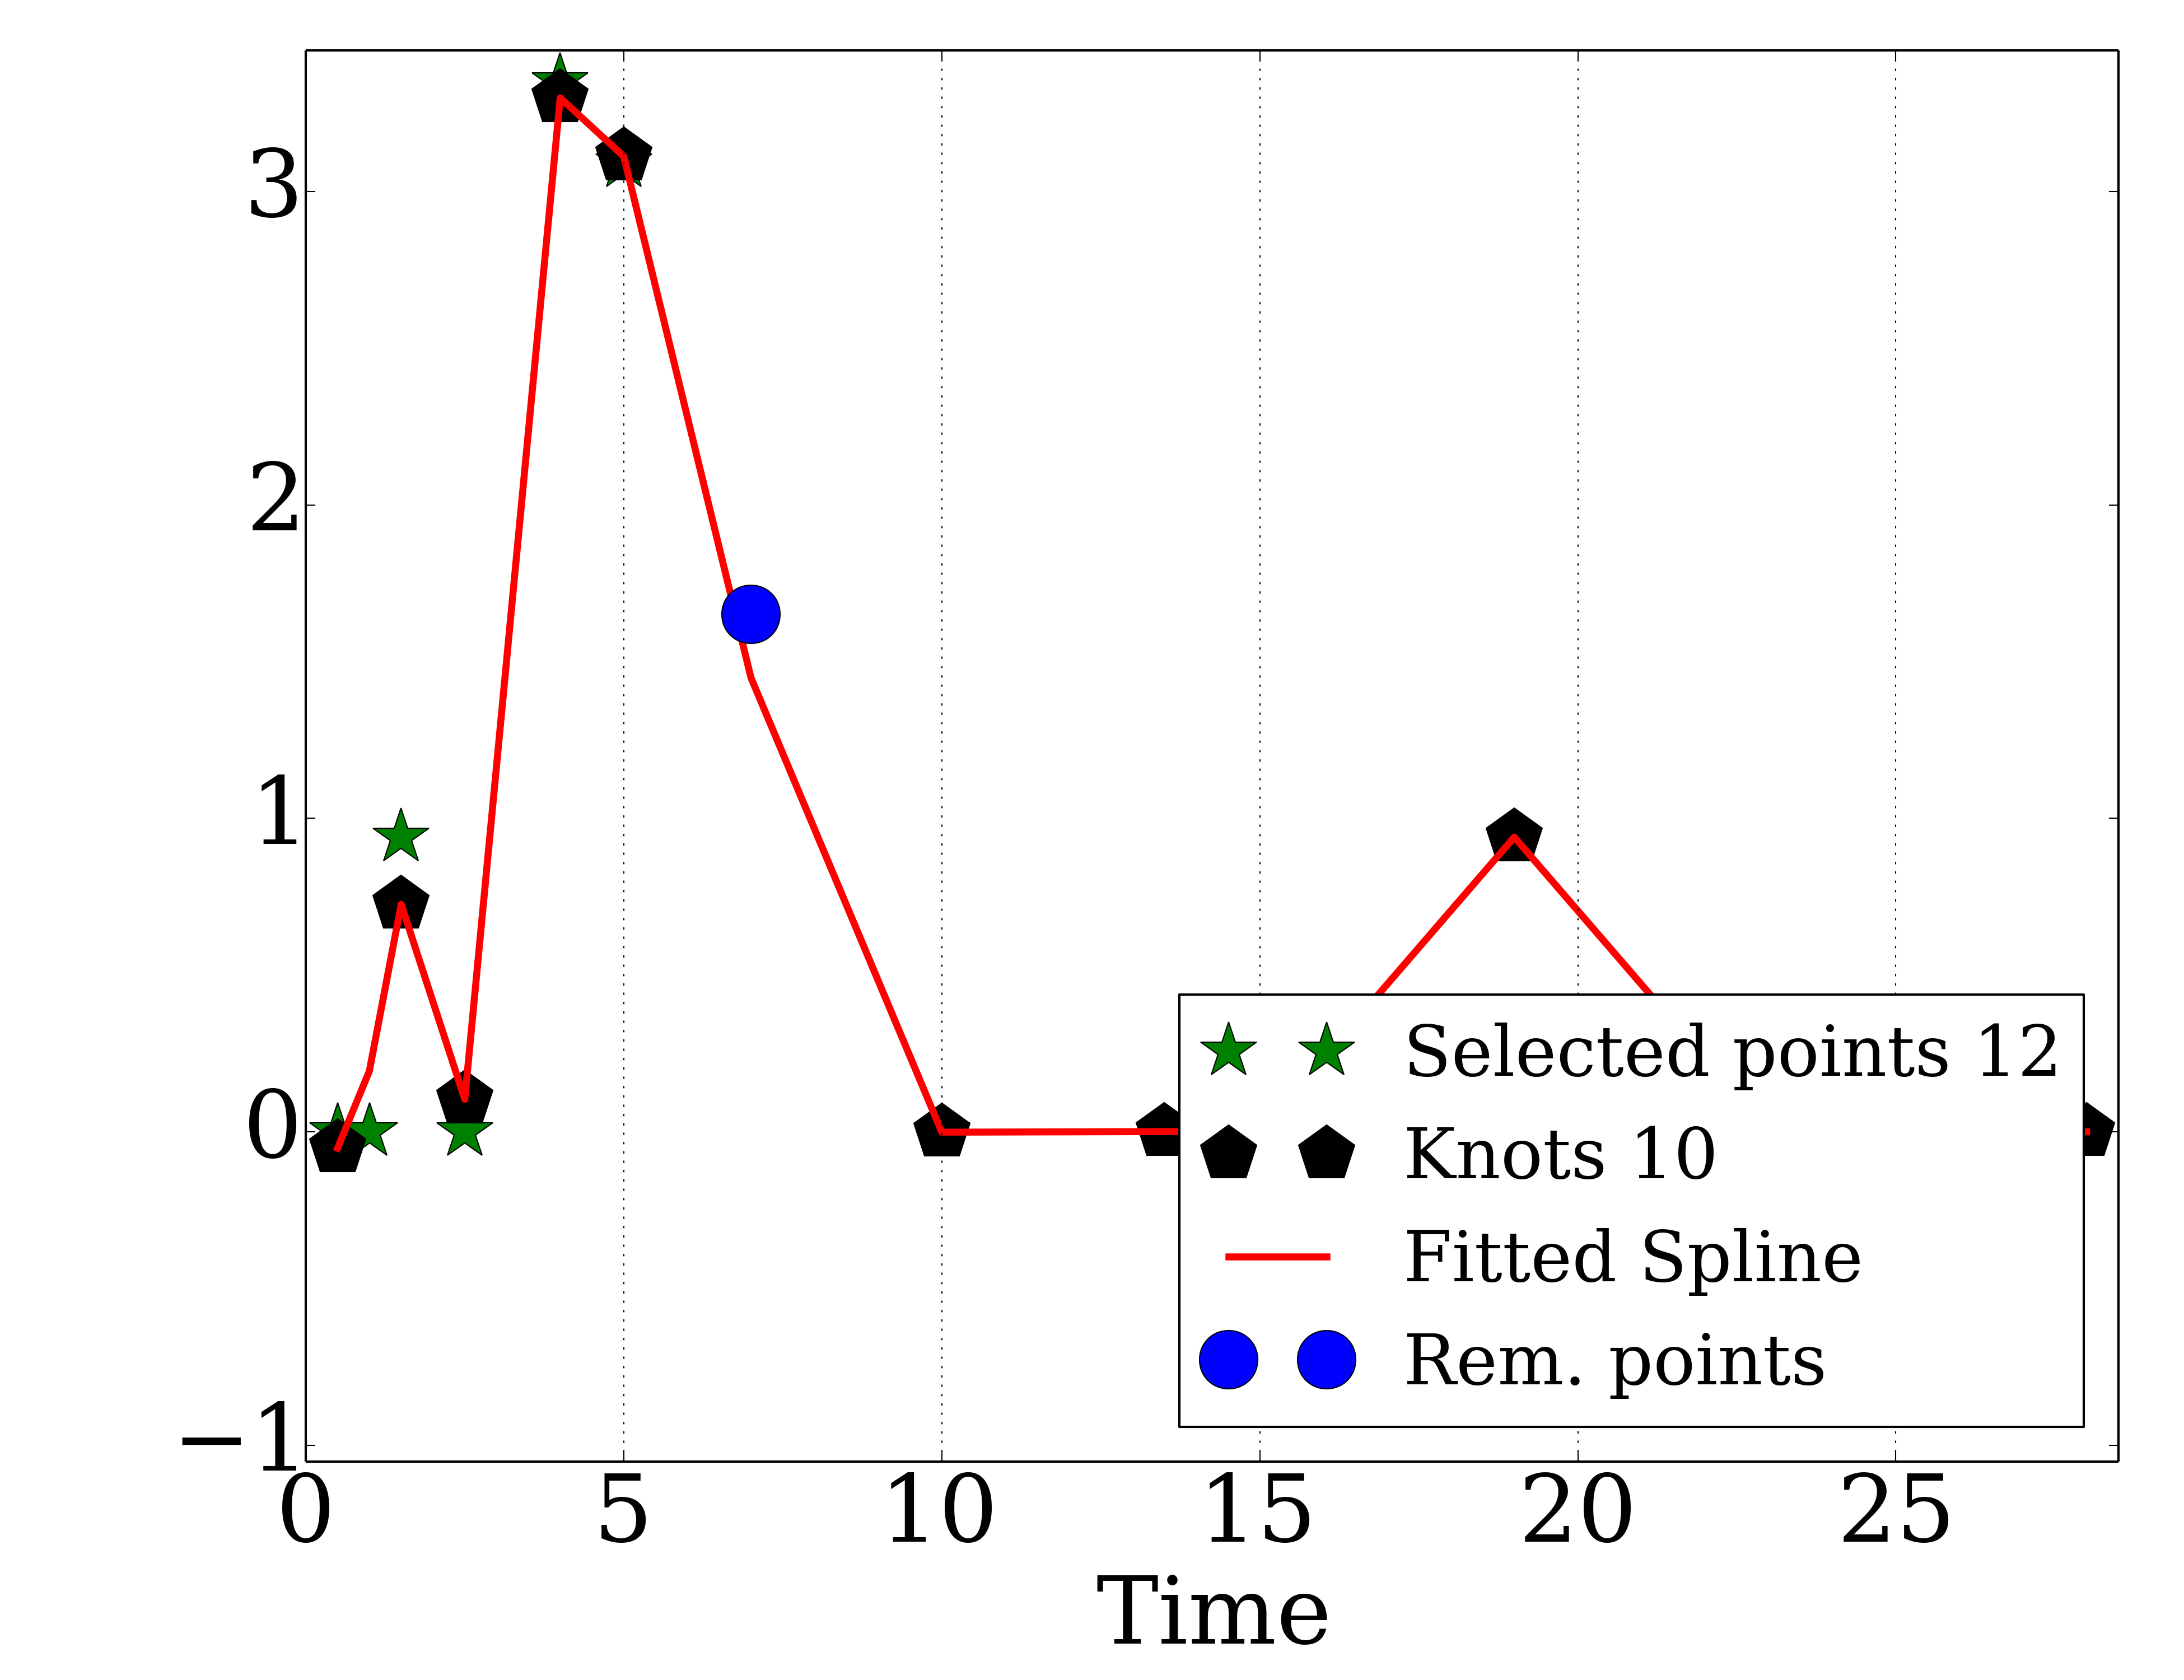 3
2
1
0
−1
0 5 10 15 20 25
Time
Selected points 12
Knots 10
Fitted Spline
Rem. points